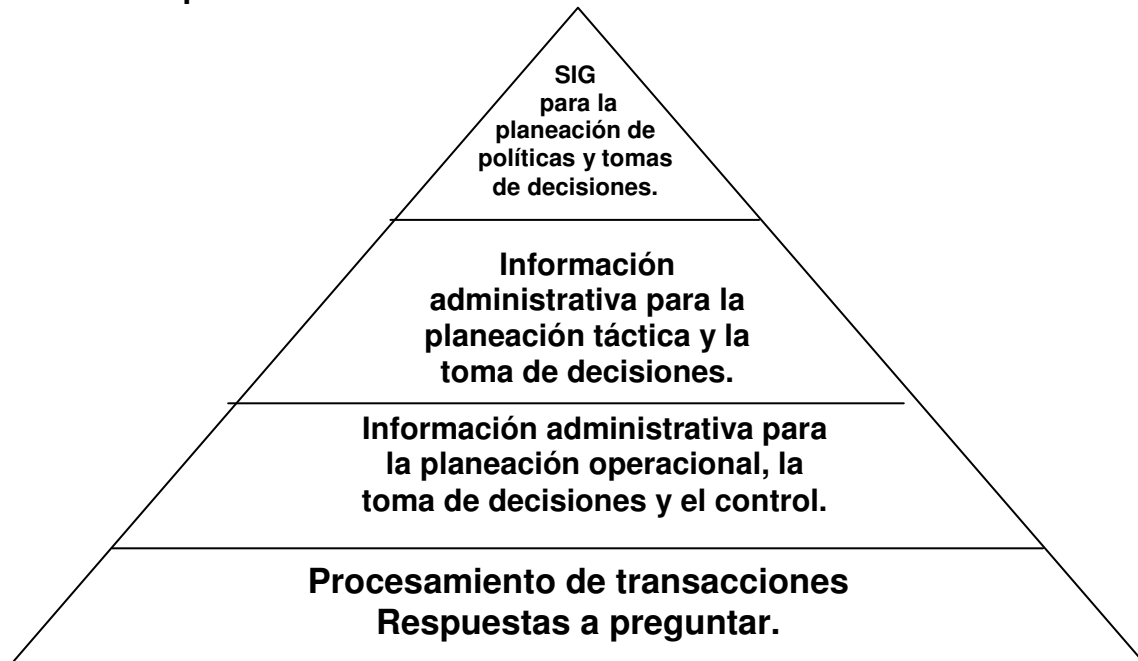 SIG
para la
planeación de
políticas y tomas
de decisiones.
Información
administrativa para la
planeación táctica y la
toma de decisiones.
Información administrativa para
la planeación operacional, la
toma de decisiones y el control.
Procesamiento de transacciones
Respuestas a preguntar.